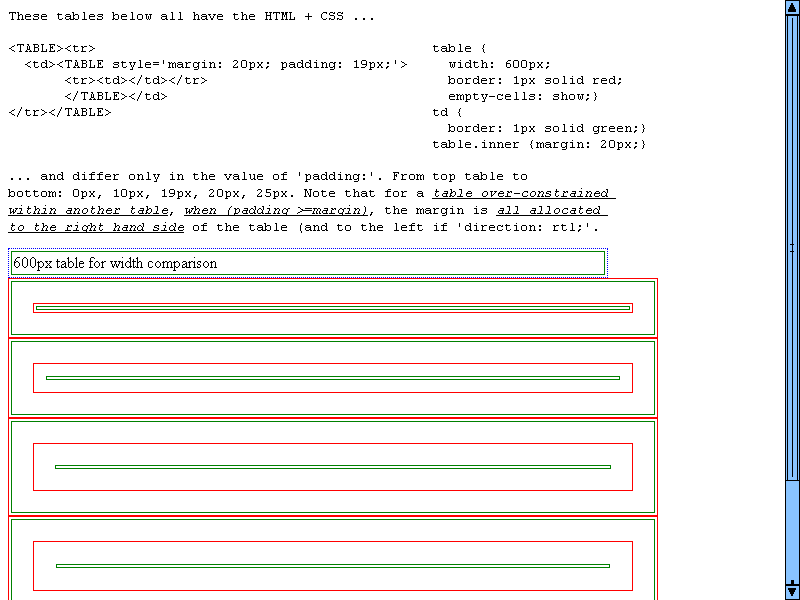 These tables below all have the HTML + CSS ...
<TABLE><tr>
<td><TABLE style='margin: 20px; padding: 19px;'>
<tr><td></td></tr>
</TABLE></td>
</tr></TABLE>
table {
width: 600px;
border: 1px solid red;
empty-cells: show;}
td {
border: 1px solid green;}
table.inner {margin: 20px;}
... and differ only in the value of 'padding:'. From top table to
bottom: 0px, 10px, 19px, 20px, 25px. Note that for a table over-constrained
within another table, when (padding >=margin), the margin is all allocated
to the right hand side of the table (and to the left if 'direction: rtl;'.
600px table for width comparison